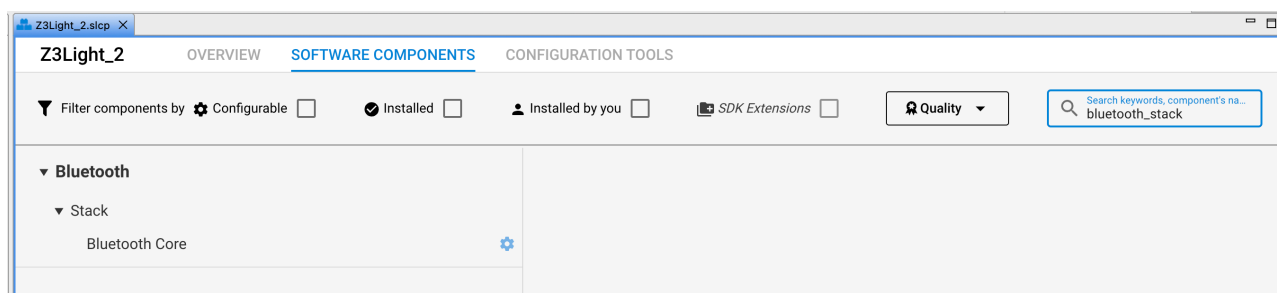 Z3Light_2.slcp
Z3Light_2 OVERVIEW SOFTWARE COMPONENTS CONFIGURATION TOOLS
Filter components by Configurable Installed Installed by you SDK Extensions Quality Search keywords, component's na...
bluetooth_stack
Bluetooth
Stack
Bluetooth Core